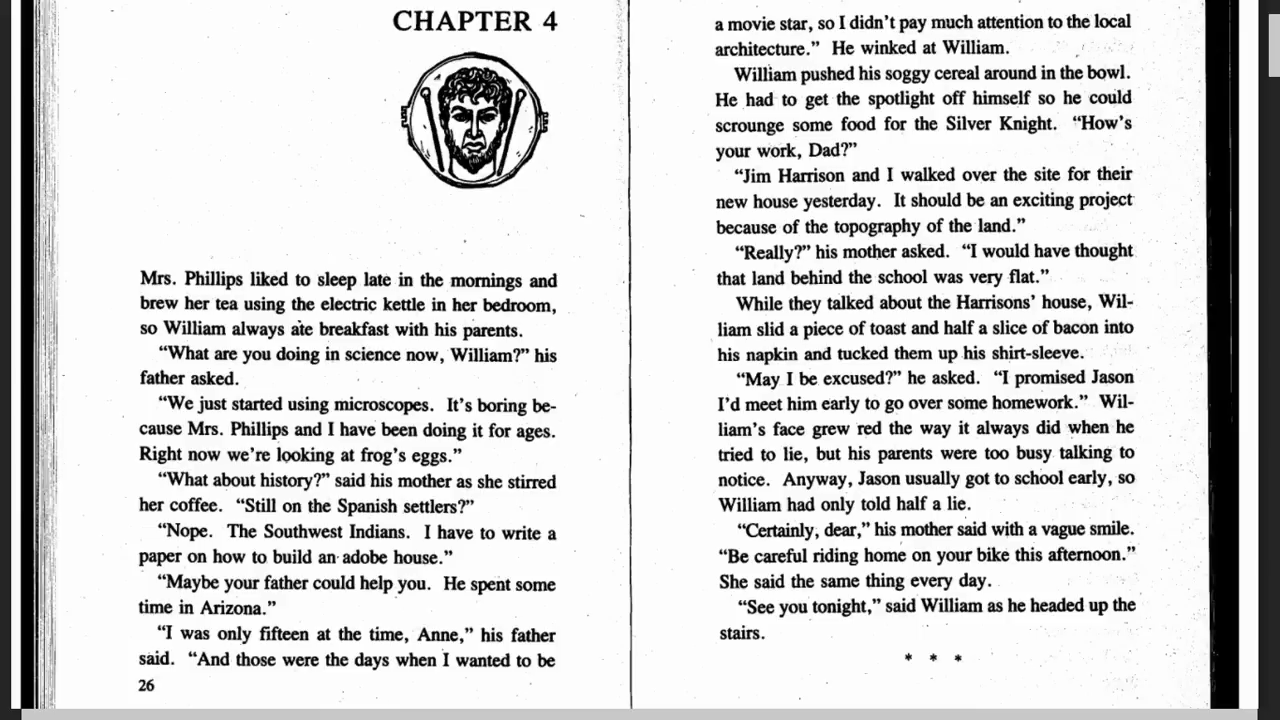 CHAPTER 4
Mrs. Phillips liked to sleep late in the mornings and
brew her tea using the electric kettle in her bedroom,
so William always ate breakfast with his parents.
“What are you doing in science now, William?” his
father asked.
“We just started using microscopes. It’s boring be-
cause Mrs. Phillips and I have been doing it for ages.
Right now we’re looking at frog’s eggs.”
“What about history?” said his mother as she stirred
her coffee. “Still on the Spanish settlers?”
“Nope. The Southwest Indians. I have to write a
paper on how to build an adobe house.”
“Maybe your father could help you. He spent some
time in Arizona.”
“I was only fifteen at the time, Anne,” his father
said. “And those were the days when I wanted to be
26
a movie star, so I didn’t pay much attention to the local
architecture.” He winked at William.
William pushed his soggy cereal around in the bowl.
He had to get the spotlight off himself so he could
scrounge some food for the Silver Knight. “How’s
your work, Dad?”
“Jim Harrison and I walked over the site for their
new house yesterday. It should be an exciting project
because of the topography of the land.”
“Really?” his mother asked. “I would have thought
that land behind the school was very flat.”
While they talked about the Harrisons’ house, Wil-
liam slid a piece of toast and half a slice of bacon into
his napkin and tucked them up his shirt-sleeve.
“May I be excused?” he asked. “I promised Jason
I’d meet him early to go over some homework.” Wil-
liam’s face grew red the way it always did when he
tried to lie, but his parents were too busy talking to
notice. Anyway, Jason usually got to school early, so
William had only told half a lie.
“Certainly, dear,” his mother said with a vague smile.
“Be careful riding home on your bike this afternoon.”
She said the same thing every day.
“See you tonight,” said William as he headed up the
stairs.
* * *